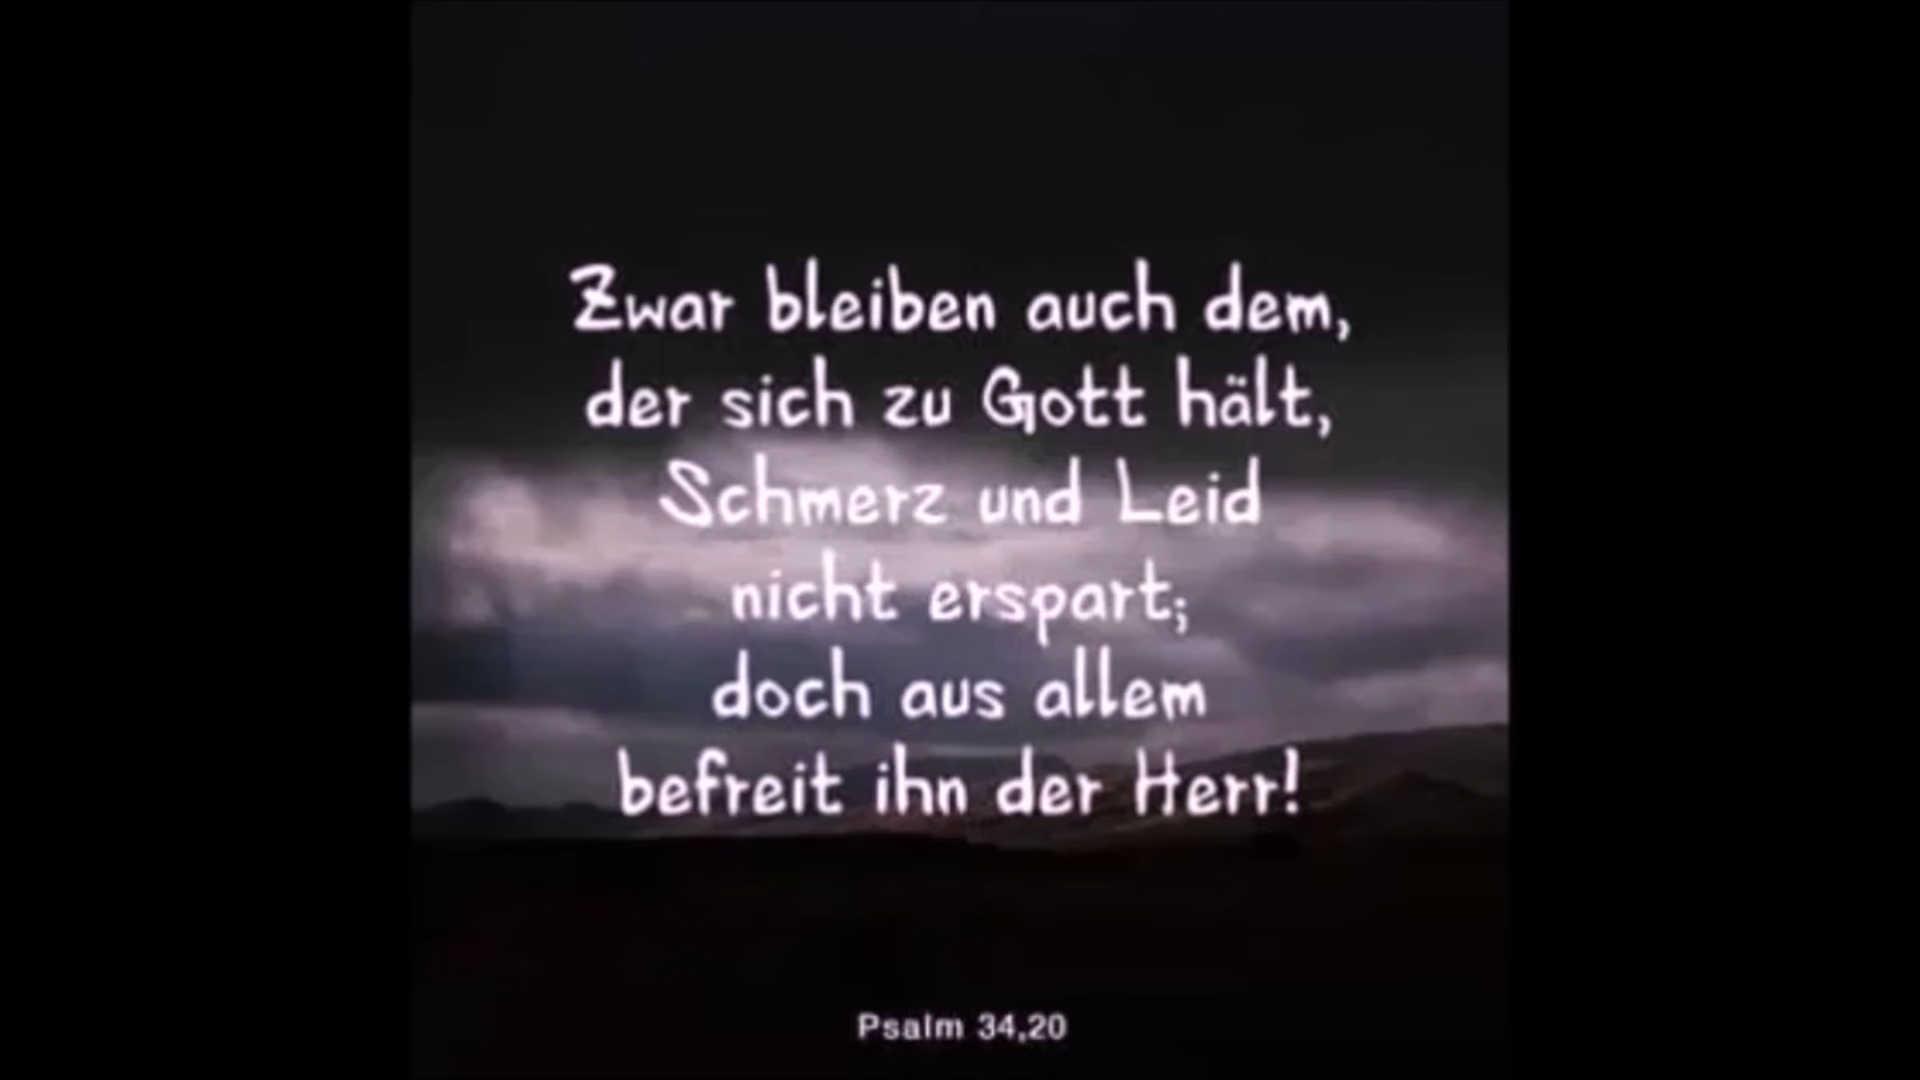 Zwar bleiben auch dem,
der sich zu Gott hält,
Schmerz und Leid
nicht erspart;
doch aus allem
befreit ihn der Herr!
Psalm 34,20